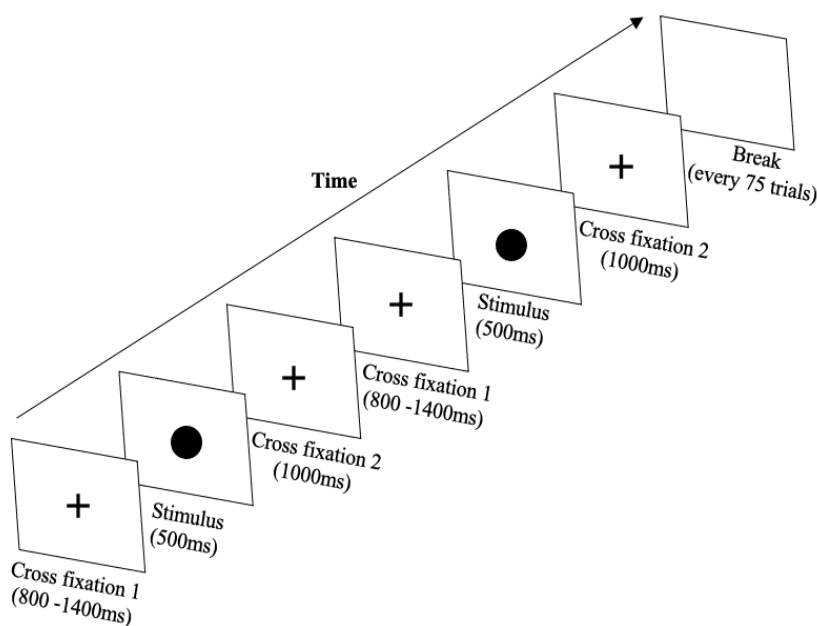 Time
Cross fixation 1
(800 -1400ms)
Stimulus
(500ms)
Cross fixation 2
(1000ms)
Cross fixation 1
(800 -1400ms)
Stimulus
(500ms)
Cross fixation 2
(1000ms)
Break
(every 75 trials)